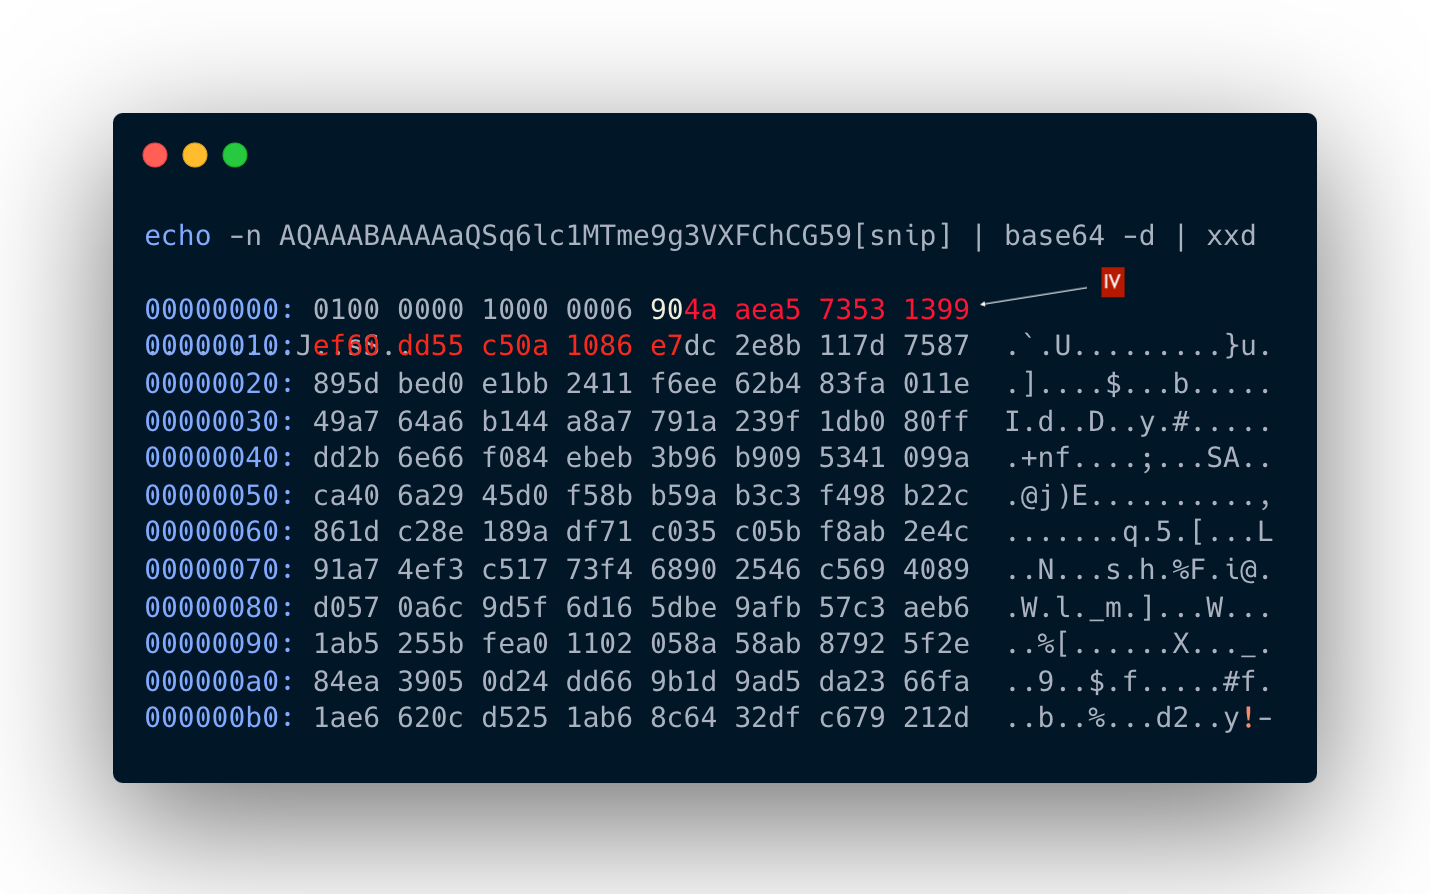 echo -n AQAAABAAAAAaQSq6lc1MTme9g3VXFChCG59[snip] | base64 -d | xxd
IV
00000000: 0100 0000 1000 0006 904a aea5 7353 1399
00000010: ef60 dd55 c50a 1086 e7dc 2e8b 117d 7587 .`.U.........}u.
00000020: 895d bed0 e1bb 2411 f6ee 62b4 83fa 011e .]....$...b.....
00000030: 49a7 64a6 b144 a8a7 791a 239f 1db0 80ff I.d..D..y.#.....
00000040: dd2b 6e66 f084 ebeb 3b96 b909 5341 099a .+nf....;...SA..
00000050: ca40 6a29 45d0 f58b b59a b3c3 f498 b22c .@j)E..........,
00000060: 861d c28e 189a df71 c035 c05b f8ab 2e4c .......q.5.[...L
00000070: 91a7 4ef3 c517 73f4 6890 2546 c569 4089 ..N...s.h.%F.i@.
00000080: d057 0a6c 9d5f 6d16 5dbe 9afb 57c3 aeb6 .W.l._m.]...W...
00000090: 1ab5 255b fea0 1102 058a 58ab 8792 5f2e ..%[......X..._.
000000a0: 84ea 3905 0d24 dd66 9b1d 9ad5 da23 66fa ..9..$.f.....#f.
000000b0: 1ae6 620c d525 1ab6 8c64 32df c679 212d ..b..%...d2..y!-